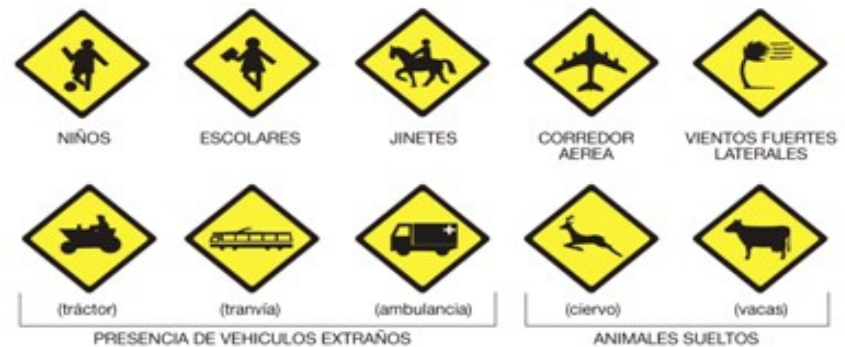 NIÑOS
ESCOLARES
JINETES
CORREDOR
AEREA
VIENTOS FUERTES
LATERALES
(tráctor)
(tranvía)
(ambulancia)
(ciervo)
(vacas)
PRESENCIA DE VEHICULOS EXTRAÑOS
ANIMALES SUELTOS